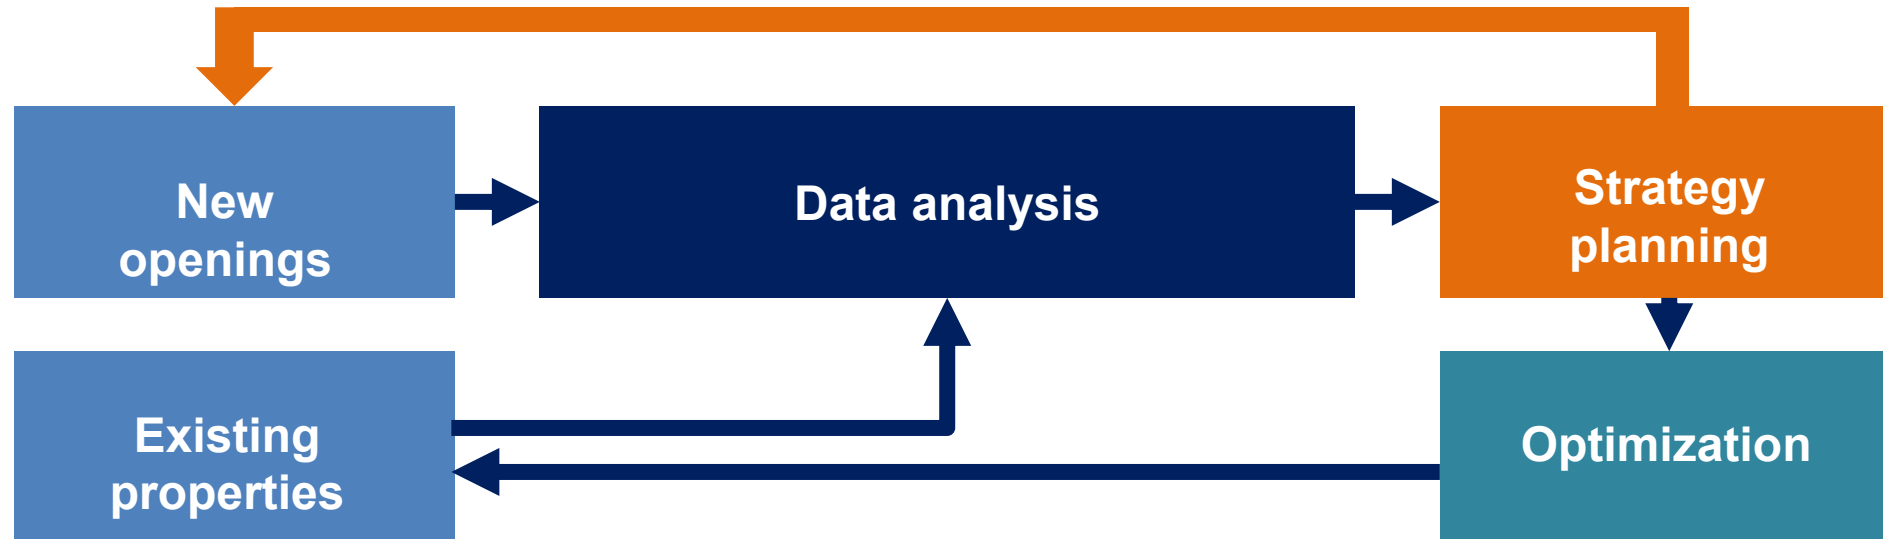 New
openings
Data analysis
Strategy
planning
Existing
properties
Optimization